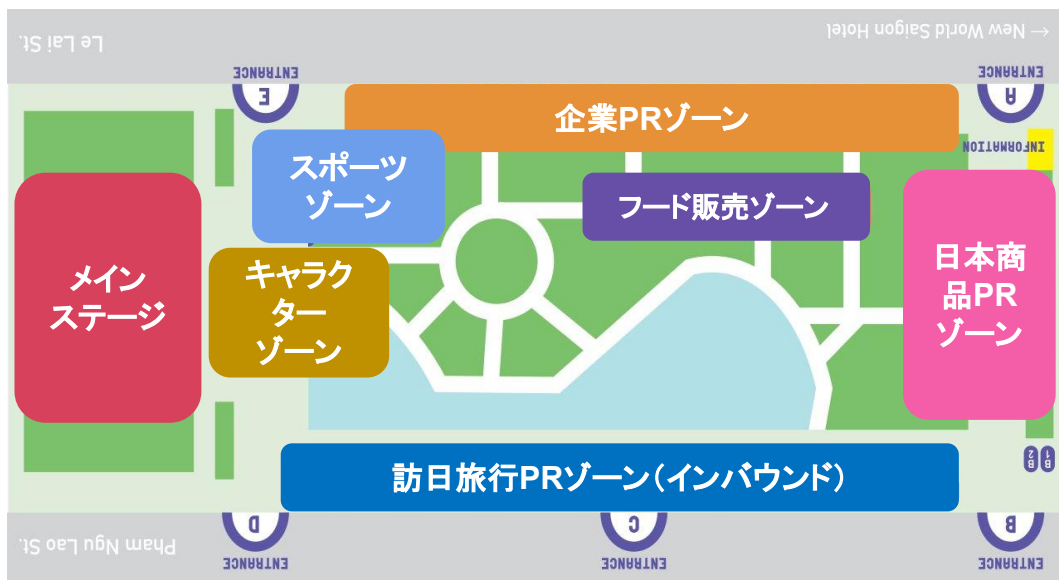 Le Lai St.
← New World Saigon Hotel
ENTRANCE
E
ENTRANCE
A
企業PRゾーン
INFORMATION
スポーツ
ゾーン
フード販売ゾーン
メイン
ステージ
キャラク
ター
ゾーン
日本商
品PR
ゾーン
B1
B2
訪日旅行PRゾーン（インバウンド）
D
ENTRANCE
C
ENTRANCE
B
ENTRANCE
Pham Ngu Lao St.